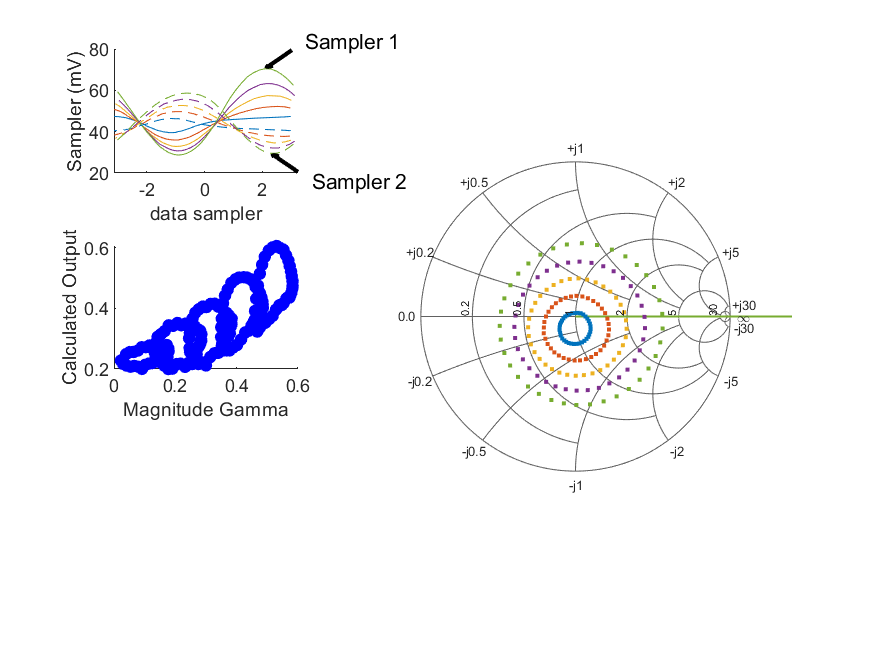 Sampler 1
80
60
40
20
Sampler (mV)
-2 0 2
data sampler
Sampler 2
0.6
0.4
0.2
Calculated Output
0 0.2 0.4 0.6
Magnitude Gamma
+j1
+j0.5 +j2
+j0.2 +j5
+j30
0.0 0.2 0.5 1 2 5 30 ∞
-j30
-j0.2 -j5
-j0.5 -j2
-j1